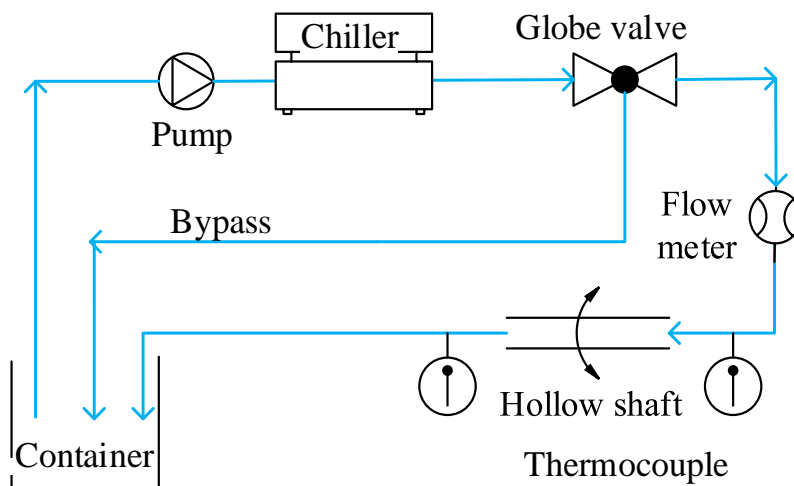 Chiller
Globe valve
Pump
Bypass
Flow
meter
Hollow shaft
Container
Thermocouple